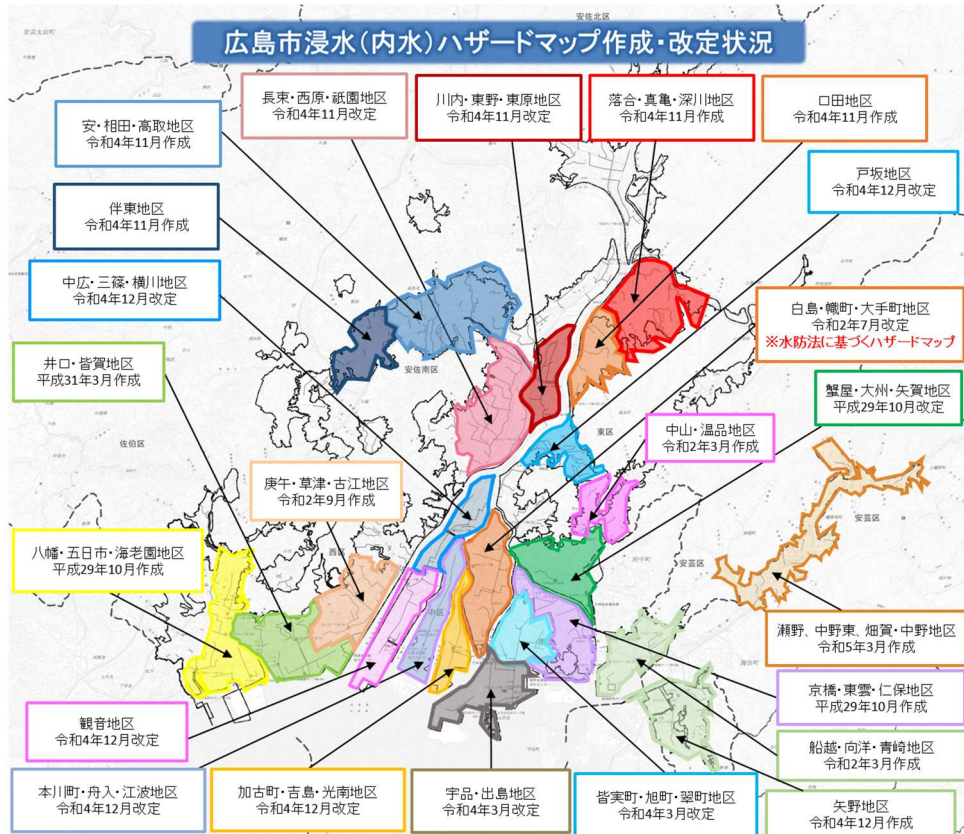 広島市浸水(内水)ハザードマップ作成・改定状況
安佐北区
長束・西原・祇園地区
令和4年11月改定
川内・東野・東原地区
令和4年11月改定
落合・真亀・深川地区
令和4年11月作成
口田地区
令和4年11月作成
安・相田・高取地区
令和4年11月作成
戸坂地区
令和4年12月改定
伴東地区
令和4年11月作成
中広・三篠・横川地区
令和4年12月改定
白島・幟町・大手町地区
令和2年7月改定
※水防法に基づくハザードマップ
井口・皆賀地区
平成31年3月作成
安佐南区
蟹屋・大州・矢賀地区
平成29年10月改定
東区
中山・温品地区
令和2年3月作成
佐伯区
庚午・草津・古江地区
令和2年9月作成
安芸区
八幡・五日市・海老園地区
平成29年10月作成
西区
府中町
安芸区
中区
瀬野、中野東、畑賀・中野地区
令和5年3月作成
海田町
京橋・東雲・仁保地区
平成29年10月作成
観音地区
令和4年12月改定
船越・向洋・青崎地区
令和2年3月作成
本川町・舟入・江波地区
令和4年12月改定
加古町・吉島・光南地区
令和4年12月改定
宇品・出島地区
令和4年3月改定
皆実町・旭町・翠町地区
令和4年3月改定
矢野地区
令和4年12月作成